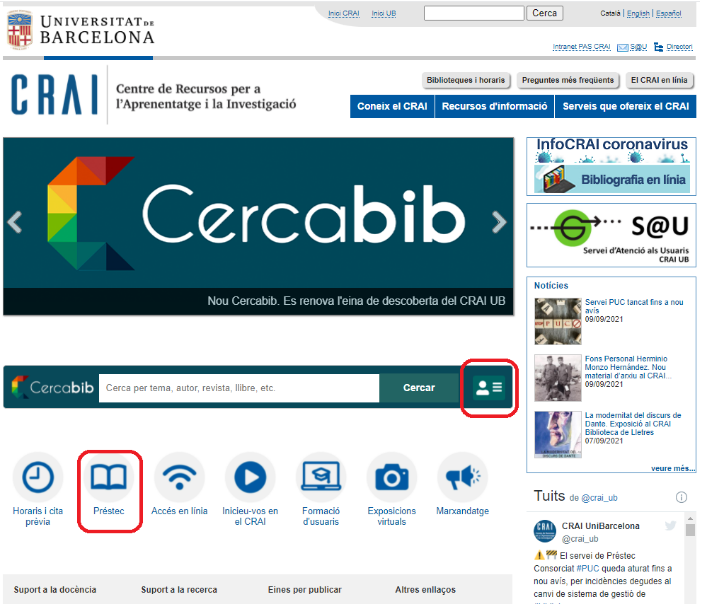 UNIVERSITAT DE
BARCELONA
Inici CRAI Inici UB
Cerca
Català | English | Español
Intranet PAS CRAI S@U Directori
CRAI
Centre de Recursos per a
l'Aprenentatge i la Investigació
Biblioteques i horaris Preguntes més freqüents El CRAI en línia
Coneix el CRAI Recursos d'informació Serveis que ofereix el CRAI
Cercabib
Nou Cercabib. Es renova l'eina de descoberta del CRAI UB
InfoCRAI coronavirus
Bibliografia en línia
S@U
Servei d'Atenció als Usuaris
CRAI UB
Notícies
Servei PUC tancat fins a nou
avís
09/09/2021
PUC
Fons Personal Herminio
Monzo Hernández. Nou
material d'arxiu al CRAI...
09/09/2021
La modernitat del discurs de
Dante. Exposició al CRAI
Biblioteca de Lletres
07/09/2021
veure més...
Cercabib
Cerca per tema, autor, revista, llibre, etc.
Cercar
Horaris i cita
prèvia
Préstec
Accés en línia
Inicieu-vos en
el CRAI
Formació
d'usuaris
Exposicions
virtuals
Marxandatge
Tuits de @crai_ub
CRAI
CRAI UniBarcelona
@crai_ub
El servei de Préstec
Consorciat #PUC queda aturat fins a
nou avís, per incidències degudes al
canvi de sistema de gestió de
Suport a la docència Suport a la recerca Eines per publicar Altres enllaços